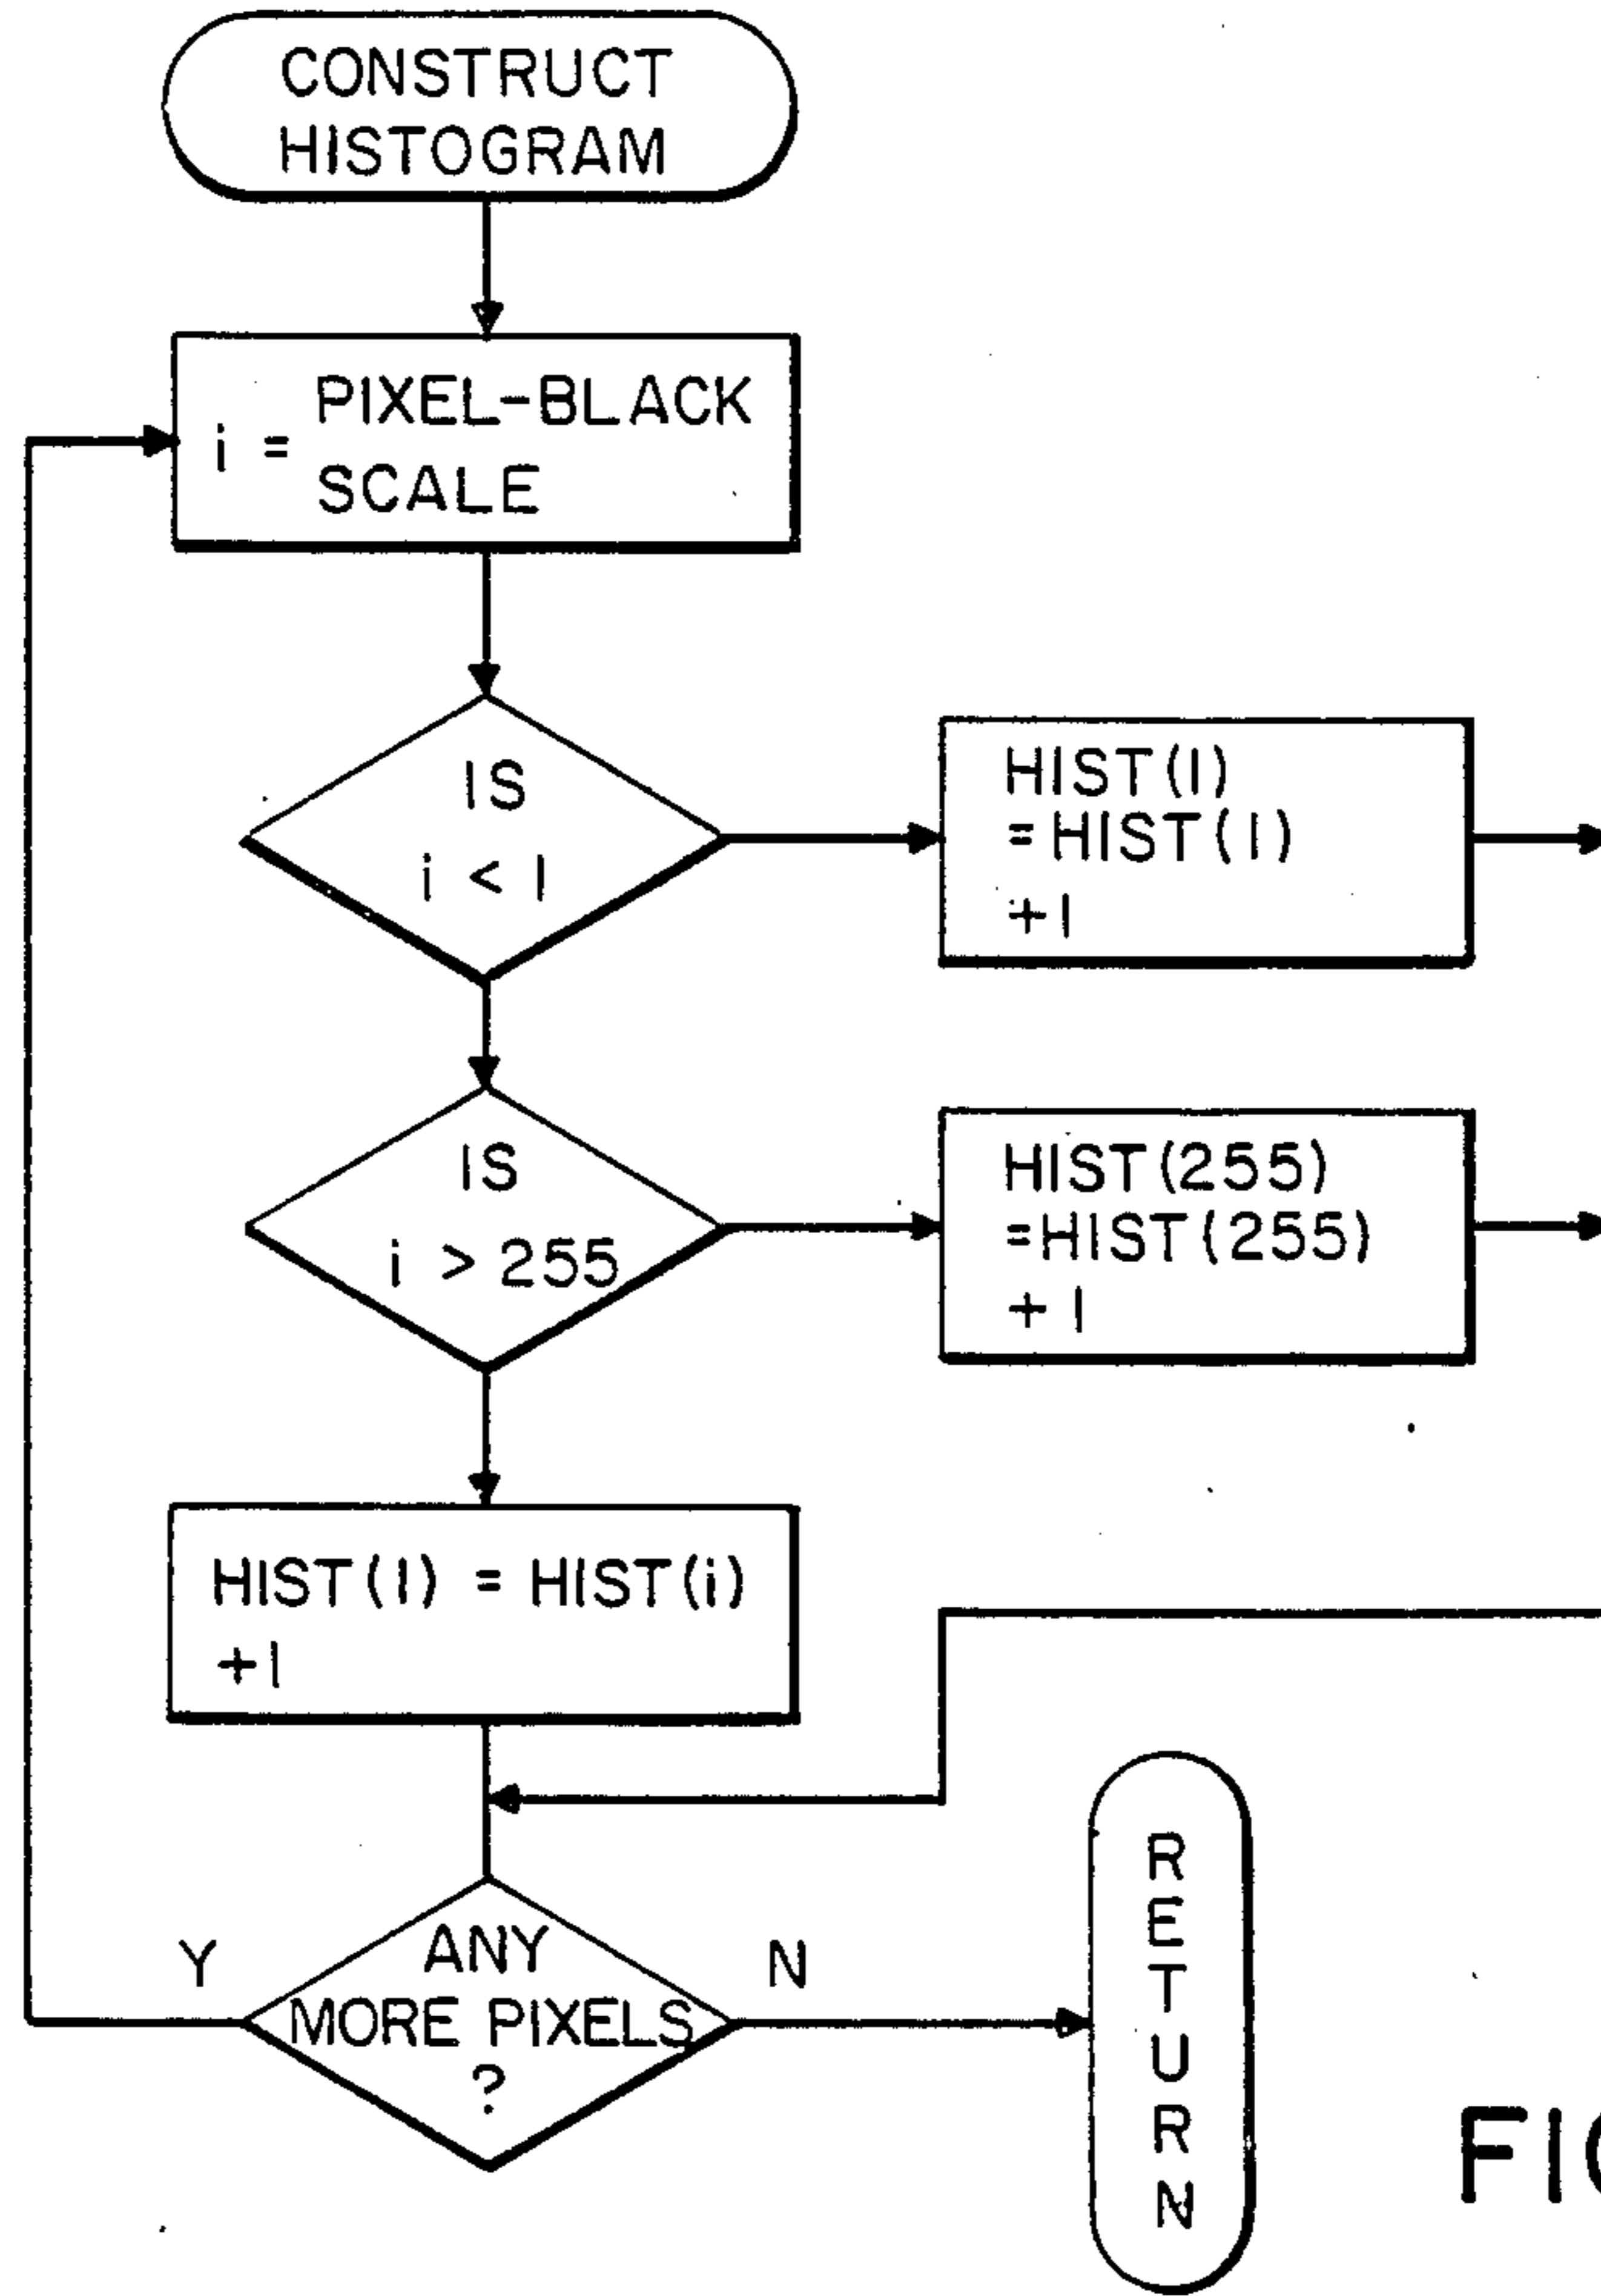 CONSTRUCT
HISTOGRAM
i = PIXEL-BLACK
SCALE
IS
i < 1
HIST(1)
=HIST(1)
+1
IS
i > 255
HIST(255)
=HIST(255)
+1
HIST(1) = HIST(i)
+1
ANY
MORE PIXELS
?
Y
N
RETURN